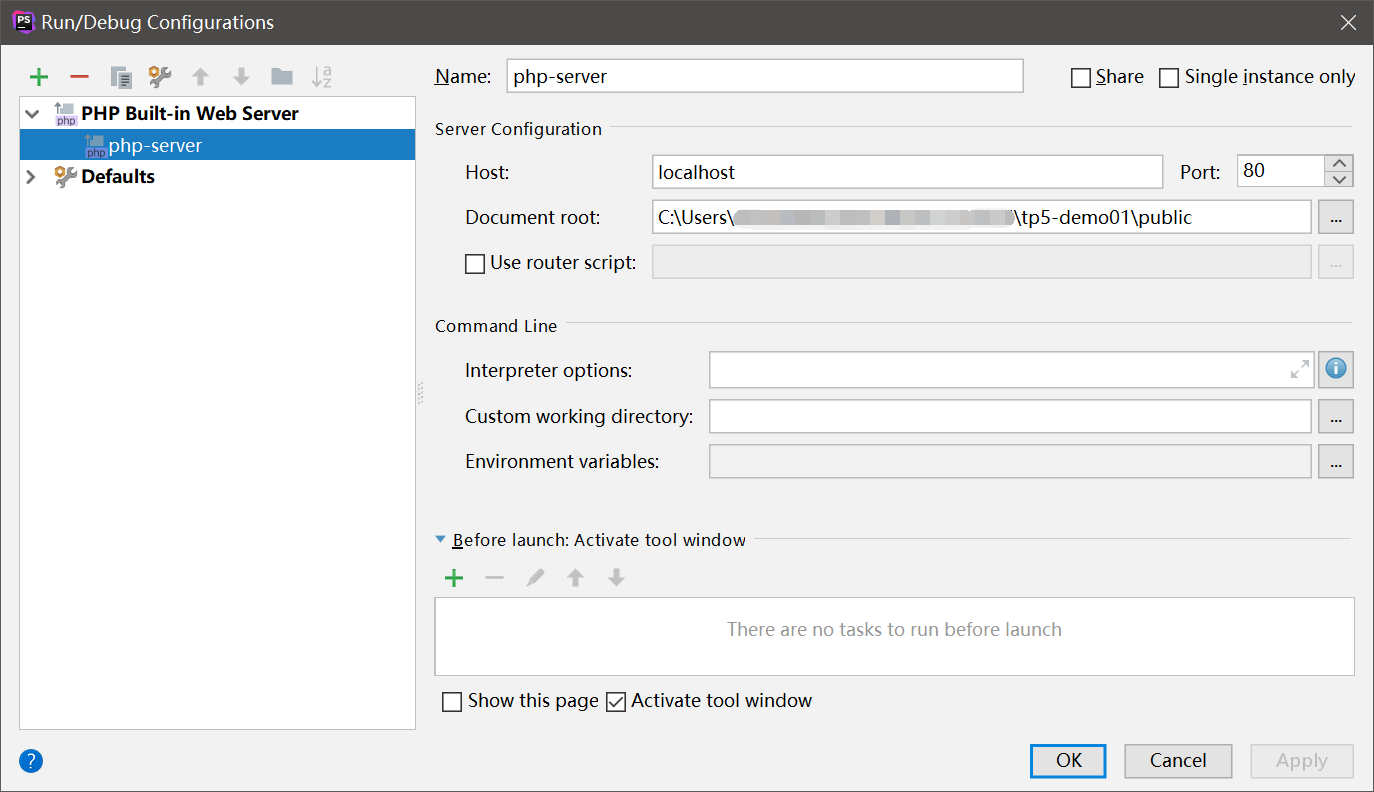 PS Run/Debug Configurations
Name: php-server Share Single instance only
php PHP Built-in Web Server
php php-server
Defaults
Server Configuration
Host: localhost Port: 80
Document root: C:\Users\ \tp5-demo01\public ...
Use router script: ...
Command Line
Interpreter options:
Custom working directory: ...
Environment variables: ...
Before launch: Activate tool window
There are no tasks to run before launch
Show this page Activate tool window
? OK Cancel Apply